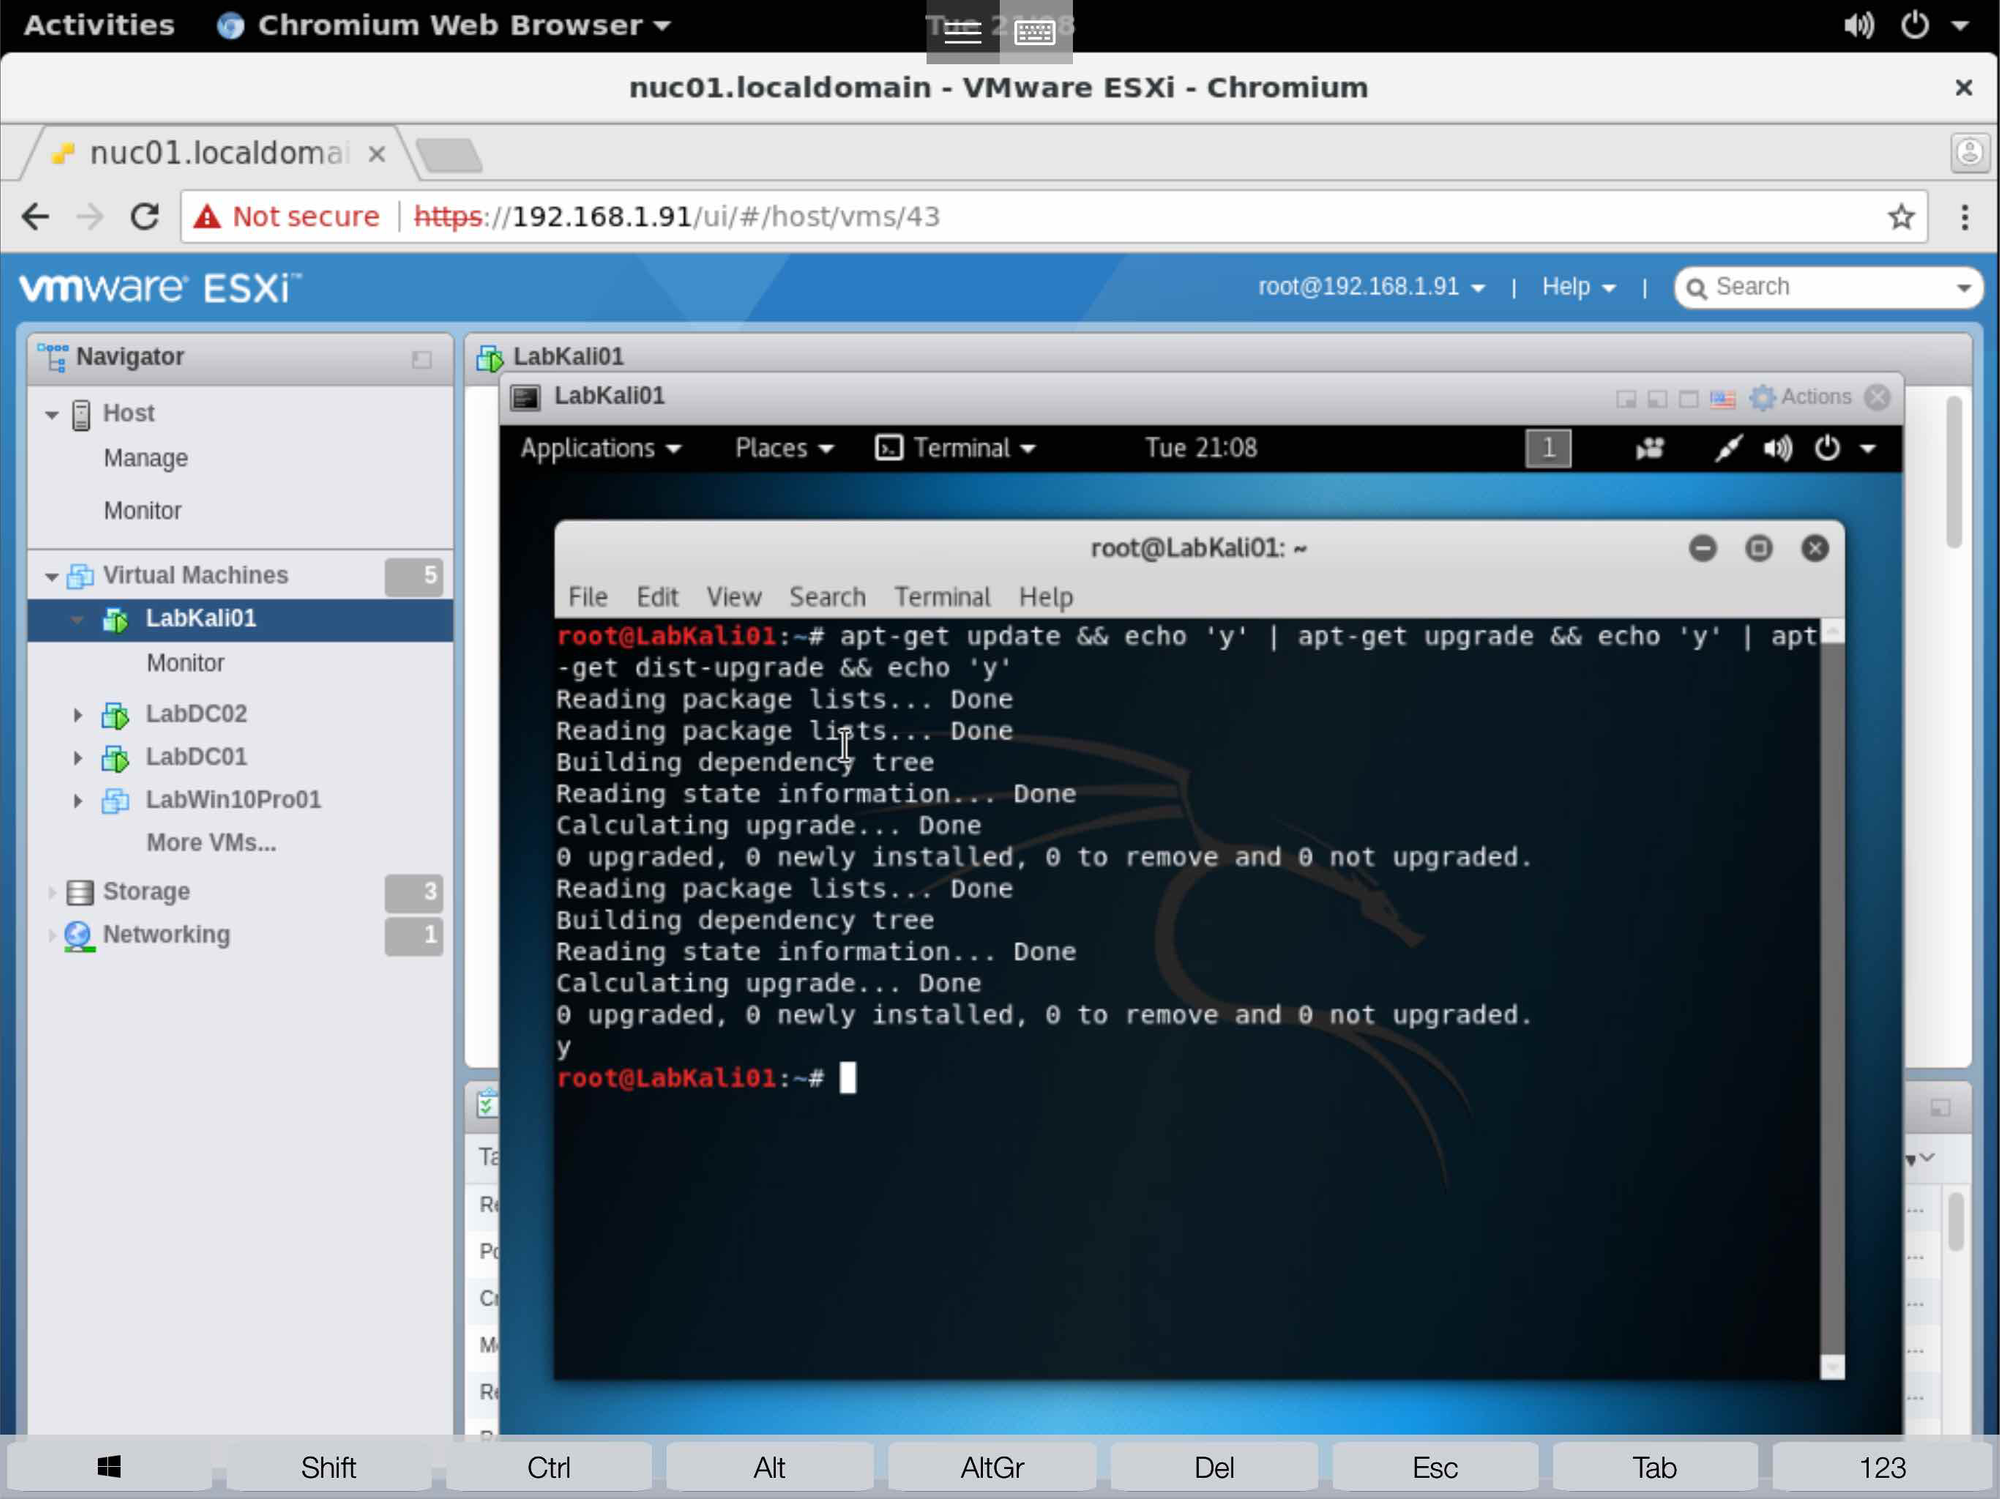 Activities Chromium Web Browser
nuc01.localdomain - VMware ESXi - Chromium
nuc01.localdomai
Not secure https://192.168.1.91/ui/#/host/vms/43
vmware ESXi™ root@192.168.1.91 | Help | Search
Navigator
Host
Manage
Monitor
Virtual Machines 5
LabKali01
Monitor
LabDC02
LabDC01
LabWin10Pro01
More VMs...
Storage 3
Networking 1
LabKali01
LabKali01 Actions
Applications Places Terminal Tue 21:08 1
root@LabKali01: ~
File Edit View Search Terminal Help
root@LabKali01:~# apt-get update && echo 'y' | apt-get upgrade && echo 'y' | apt
-get dist-upgrade && echo 'y'
Reading package lists... Done
Reading package lists... Done
Building dependency tree
Reading state information... Done
Calculating upgrade... Done
0 upgraded, 0 newly installed, 0 to remove and 0 not upgraded.
Reading package lists... Done
Building dependency tree
Reading state information... Done
Calculating upgrade... Done
0 upgraded, 0 newly installed, 0 to remove and 0 not upgraded.
y
root@LabKali01:~#
Shift Ctrl Alt AltGr Del Esc Tab 123